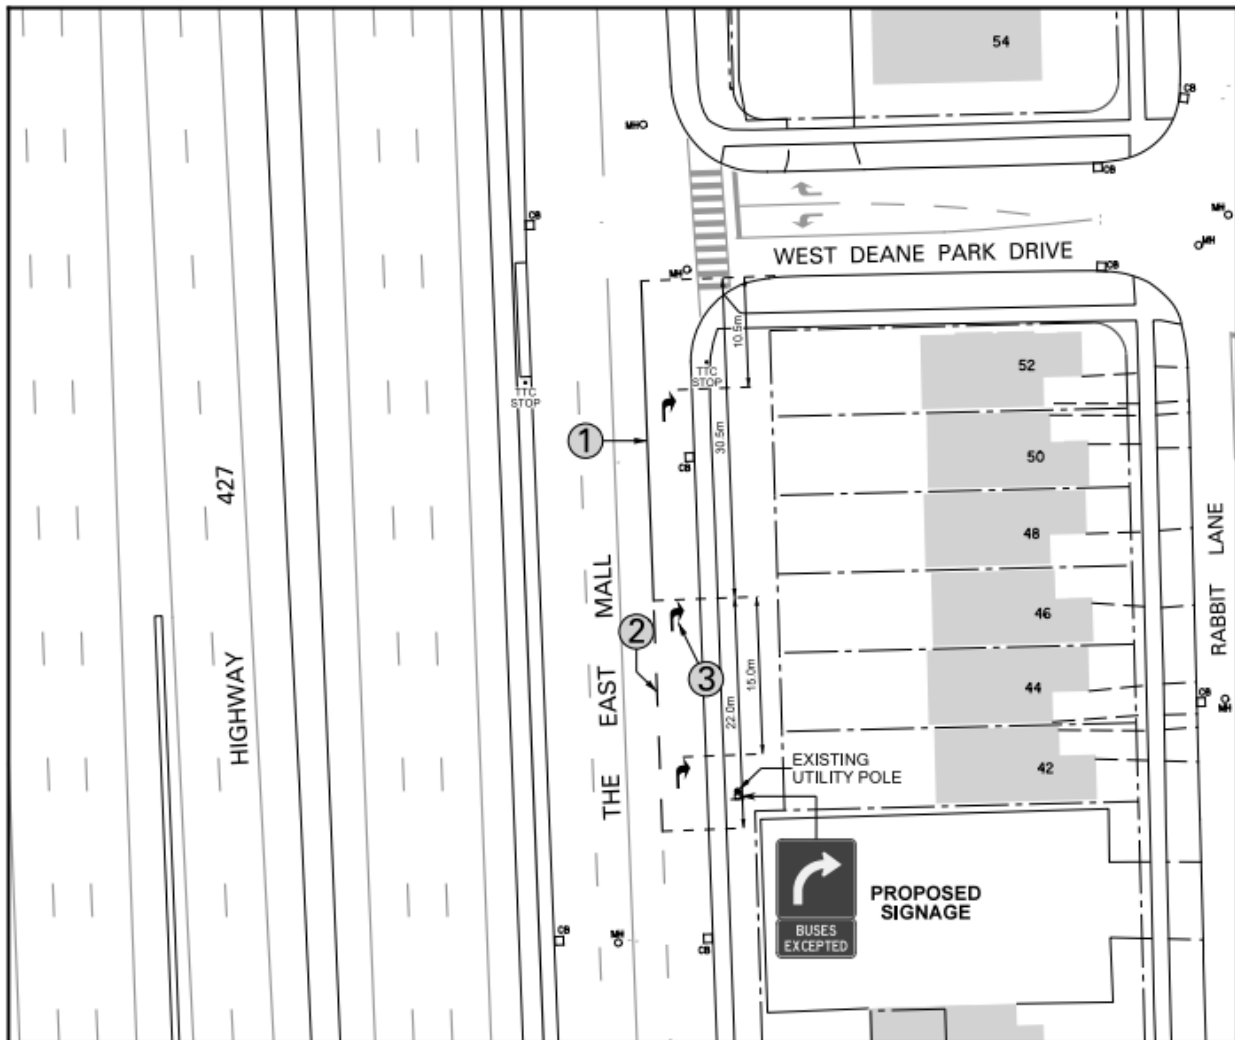 54
CB
MH
CB
CB
MH
MH
WEST DEANE PARK DRIVE
MH
CB
10.5m
TTC
STOP
52
TTC
STOP
1
30.5m
CB
50
427
48
RABBIT LANE
THE EAST MALL
46
2
3
15.0m
44
22.0m
CB
MH
HIGHWAY
EXISTING
UTILITY POLE
42
PROPOSED
SIGNAGE
BUSES
EXCEPTED
CB
MH
CB